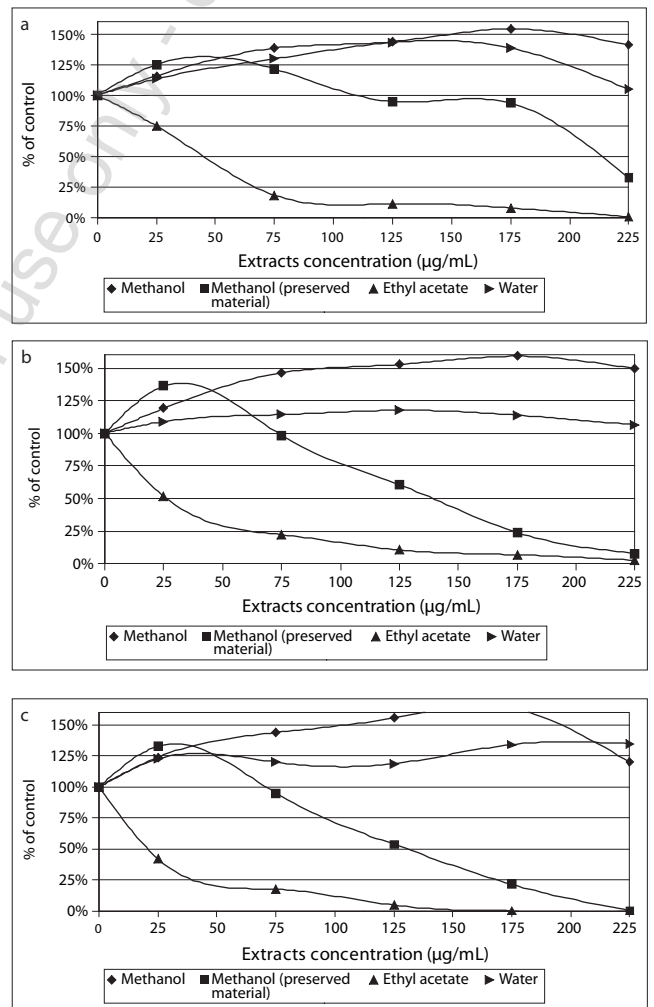 use only -
a
150%
125%
100%
75%
50%
25%
0%
% of control
0 25 50 75 100 125 150 175 200 225
Extracts concentration (µg/mL)
Methanol Methanol (preserved material) Ethyl acetate Water
b
150%
125%
100%
75%
50%
25%
0%
% of control
0 25 50 75 100 125 150 175 200 225
Extracts concentration (µg/mL)
Methanol Methanol (preserved material) Ethyl acetate Water
c
150%
125%
100%
75%
50%
25%
0%
% of control
0 25 50 75 100 125 150 175 200 225
Extracts concentration (µg/mL)
Methanol Methanol (preserved material) Ethyl acetate Water